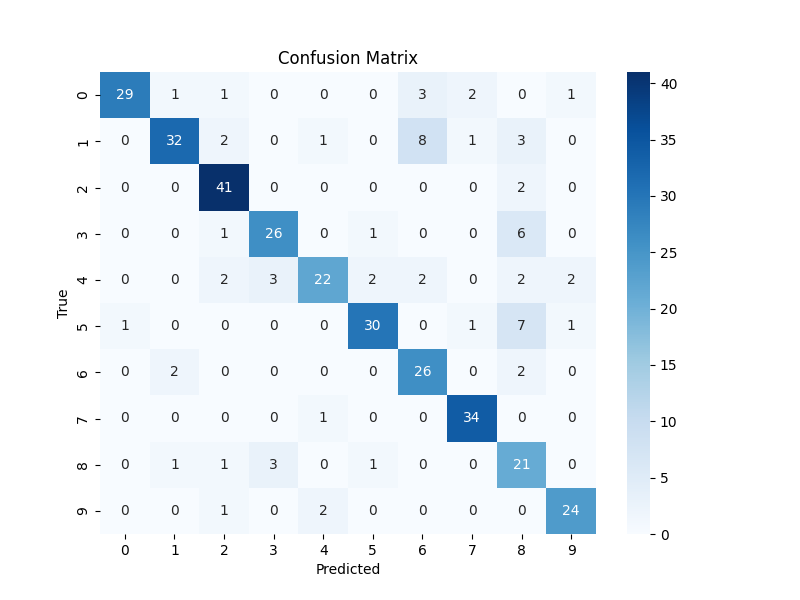 Confusion Matrix
0 29 1 1 0 0 0 3 2 0 1
1 0 32 2 0 1 0 8 1 3 0
2 0 0 41 0 0 0 0 0 2 0
3 0 0 1 26 0 1 0 0 6 0
4 0 0 2 3 22 2 2 0 2 2
5 1 0 0 0 0 30 0 1 7 1
6 0 2 0 0 0 0 26 0 2 0
7 0 0 0 0 1 0 0 34 0 0
8 0 1 1 3 0 1 0 0 21 0
9 0 0 1 0 2 0 0 0 0 24
True
0 1 2 3 4 5 6 7 8 9
Predicted
40
35
30
25
20
15
10
5
0